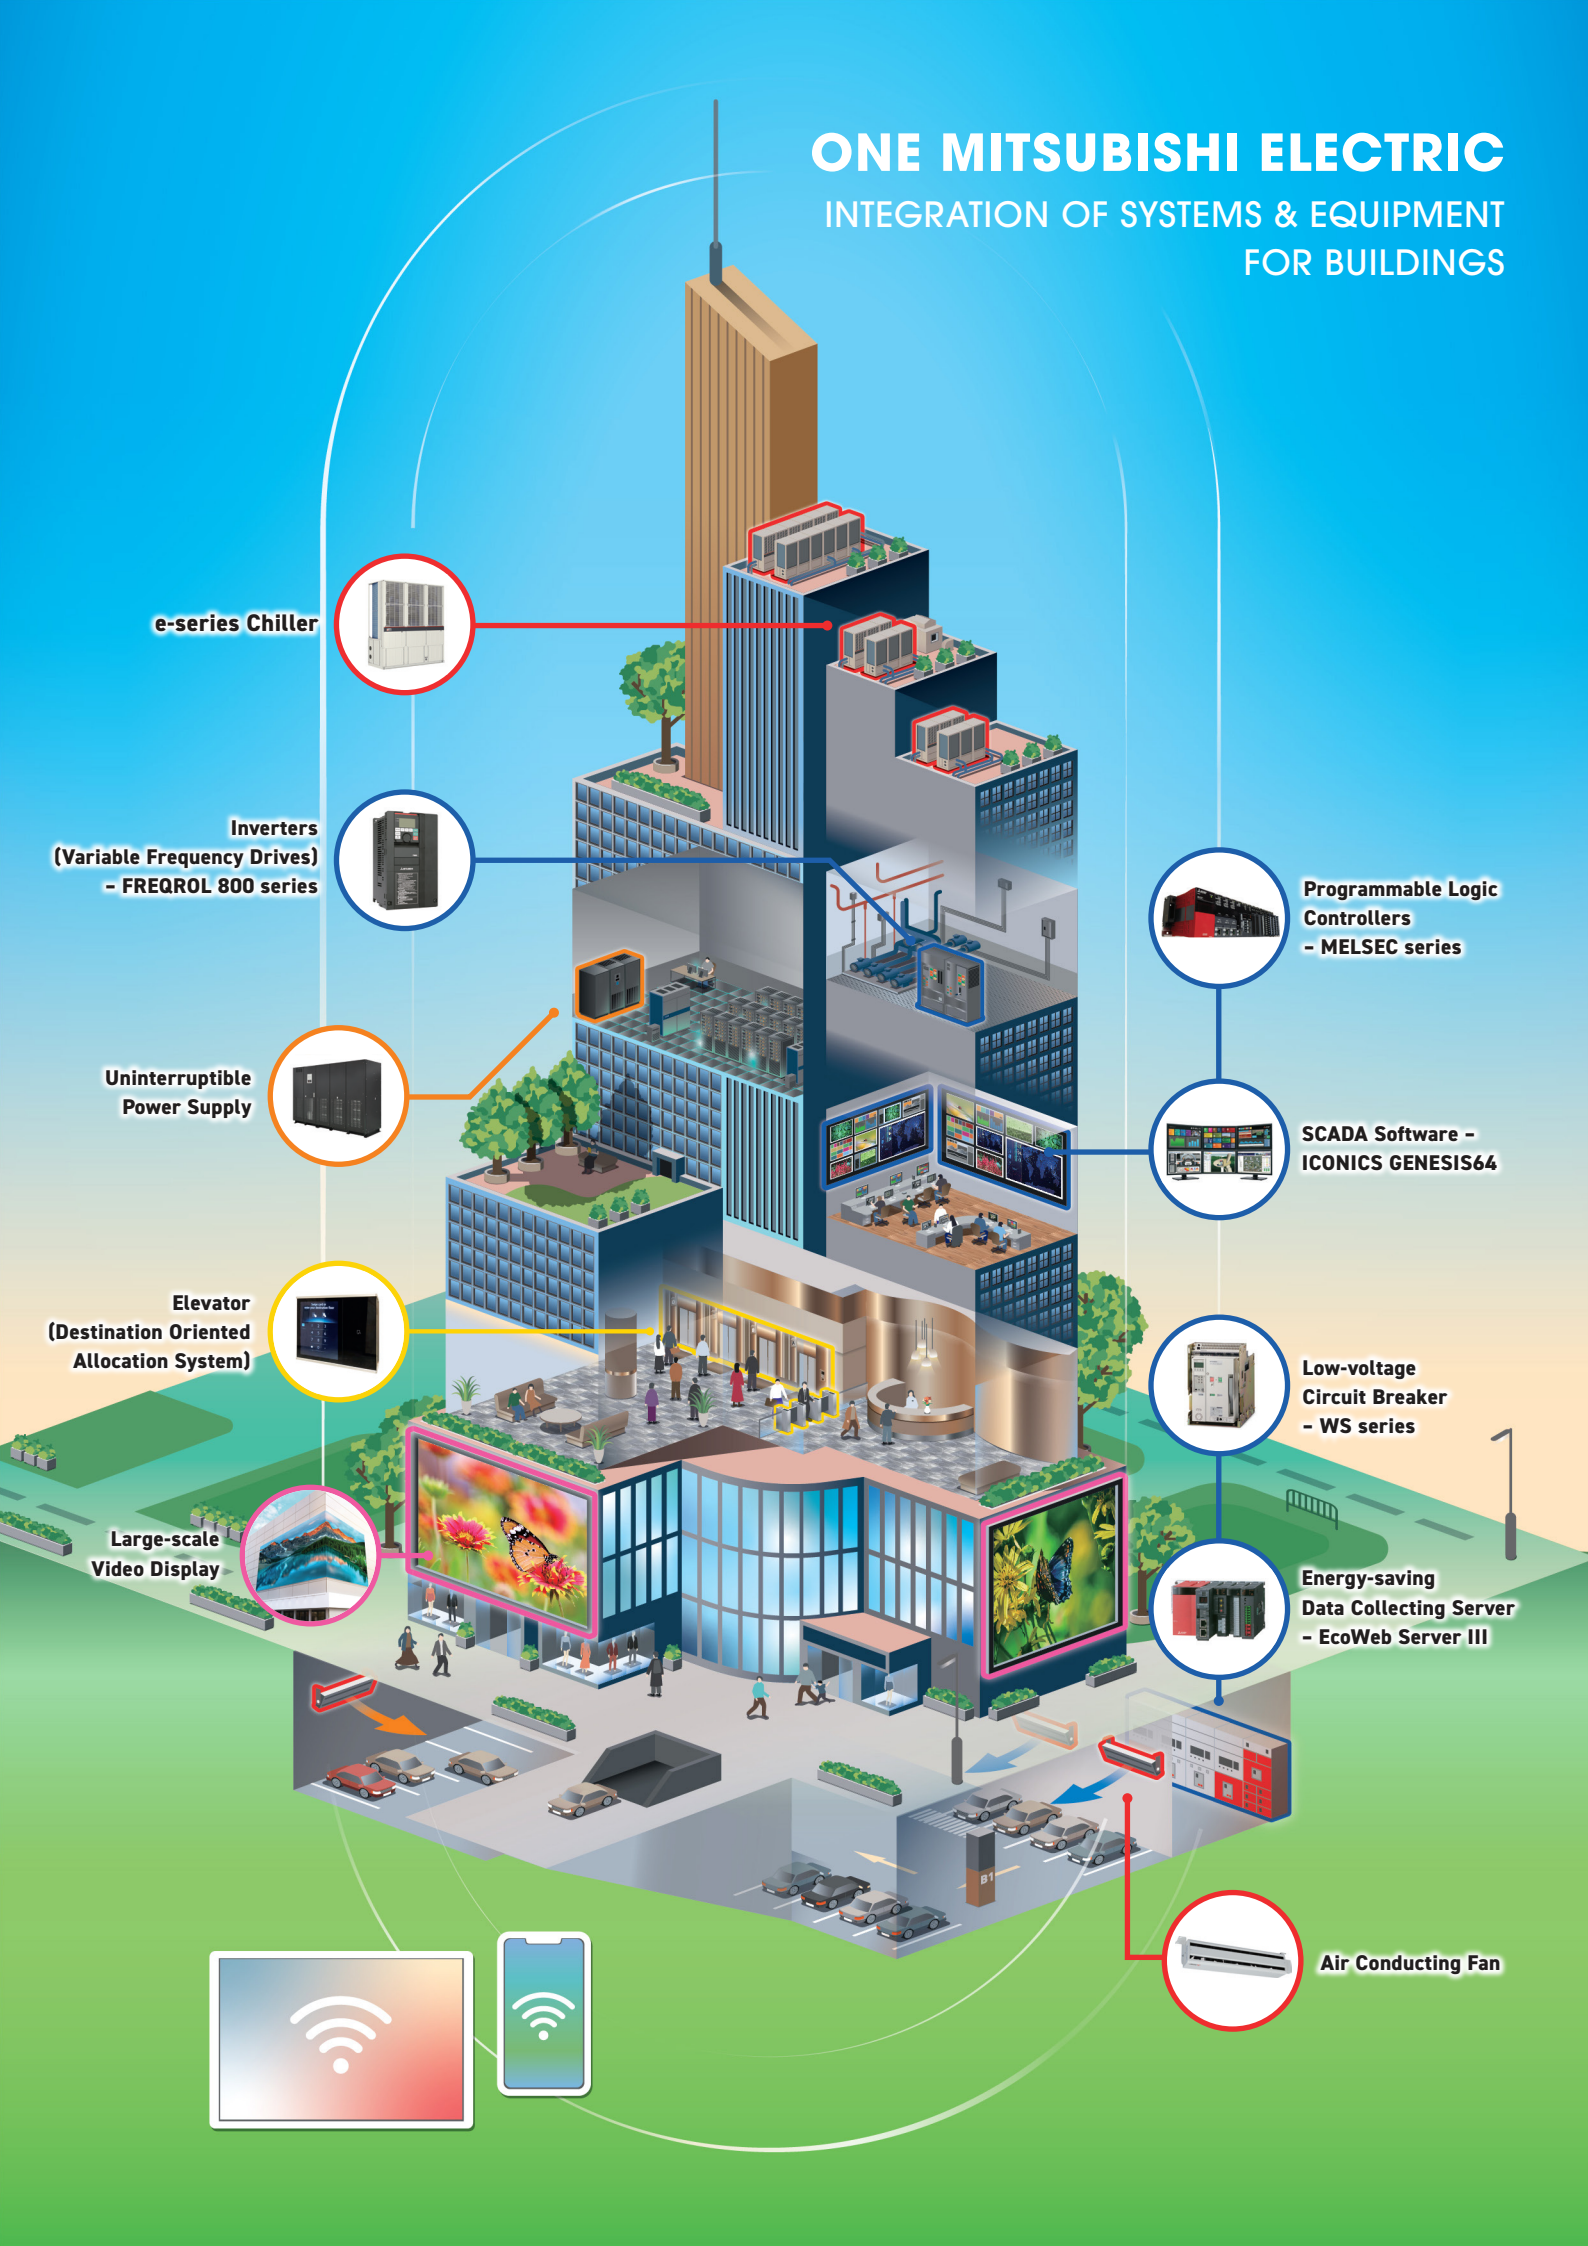 ONE MITSUBISHI ELECTRIC
INTEGRATION OF SYSTEMS & EQUIPMENT
FOR BUILDINGS
e-series Chiller
Inverters
(Variable Frequency Drives)
– FREQROL 800 series
Programmable Logic
Controllers
– MELSEC series
Uninterruptible
Power Supply
SCADA Software –
ICONICS GENESIS64
Elevator
(Destination Oriented
Allocation System)
Low-voltage
Circuit Breaker
– WS series
Large-scale
Video Display
Energy-saving
Data Collecting Server
– EcoWeb Server III
B1
Air Conducting Fan